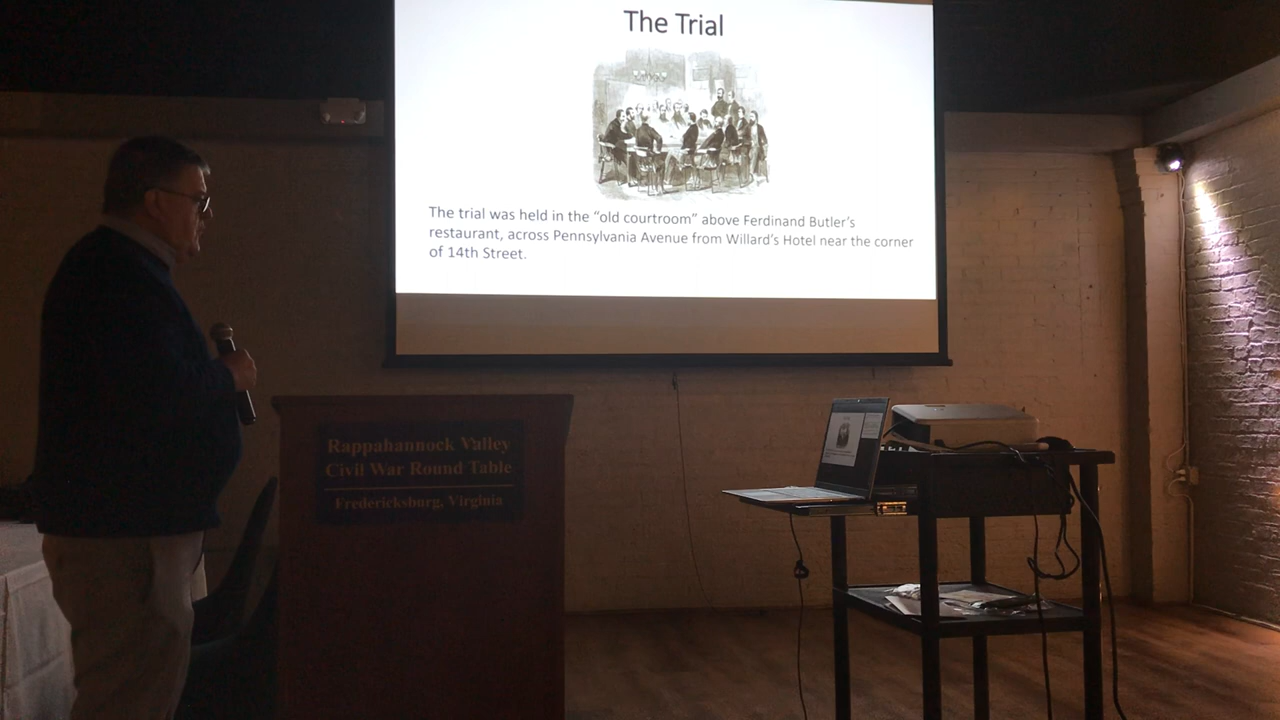 The Trial
The trial was held in the “old courtroom” above Ferdinand Butler’s
restaurant, across Pennsylvania Avenue from Willard’s Hotel near the corner
of 14th Street.
Rappahannock Valley
Civil War Round Table
Fredericksburg, Virginia